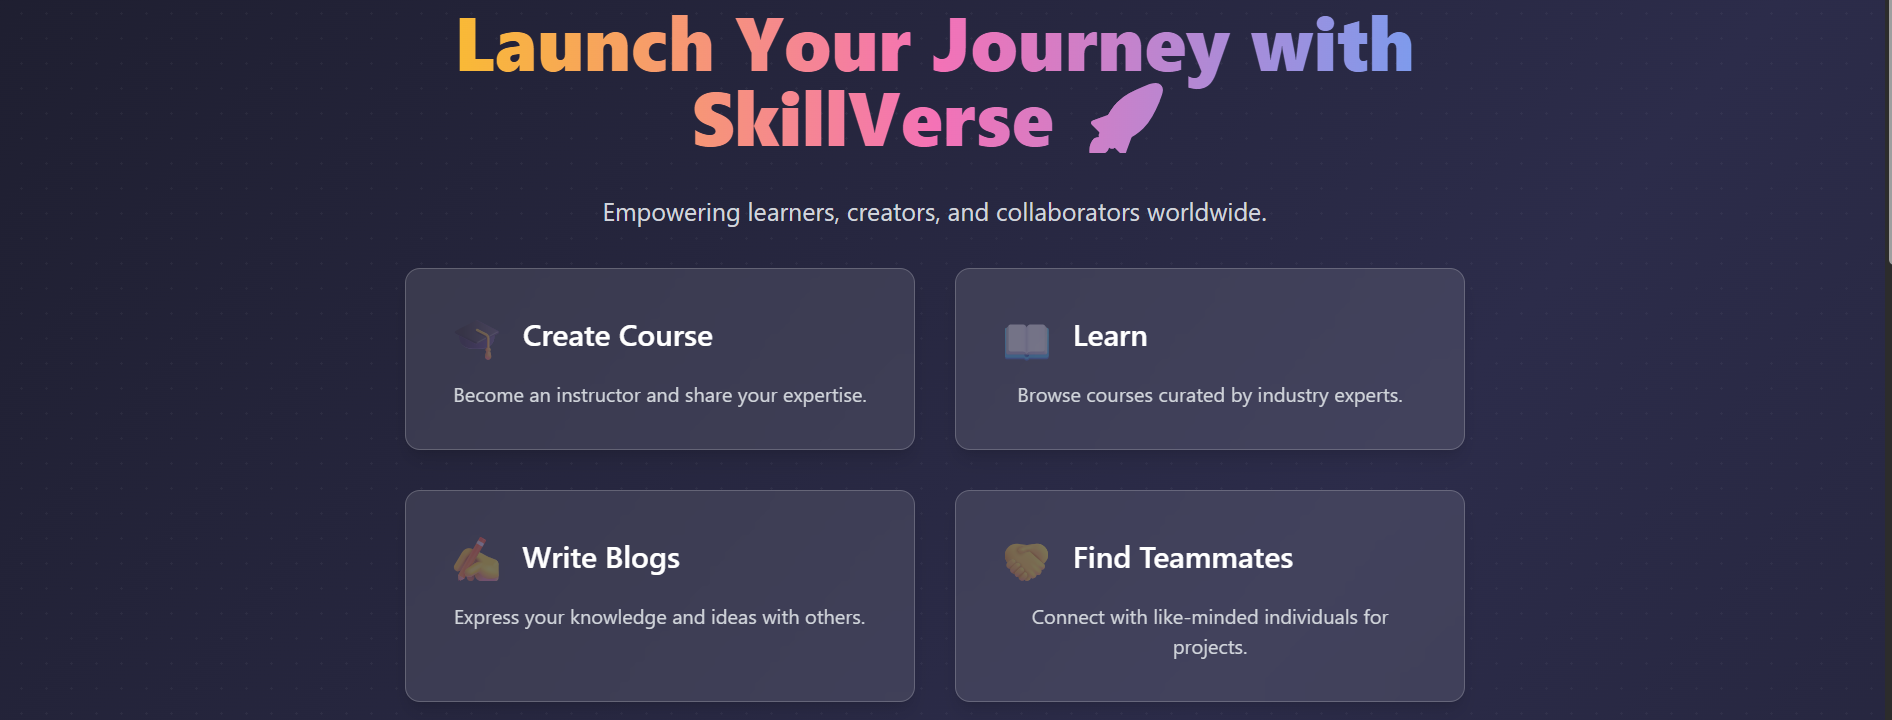 Launch Your Journey with
SkillVerse 🚀
Empowering learners, creators, and collaborators worldwide.
Create Course
Become an instructor and share your expertise.
Learn
Browse courses curated by industry experts.
Write Blogs
Express your knowledge and ideas with others.
Find Teammates
Connect with like-minded individuals for
projects.